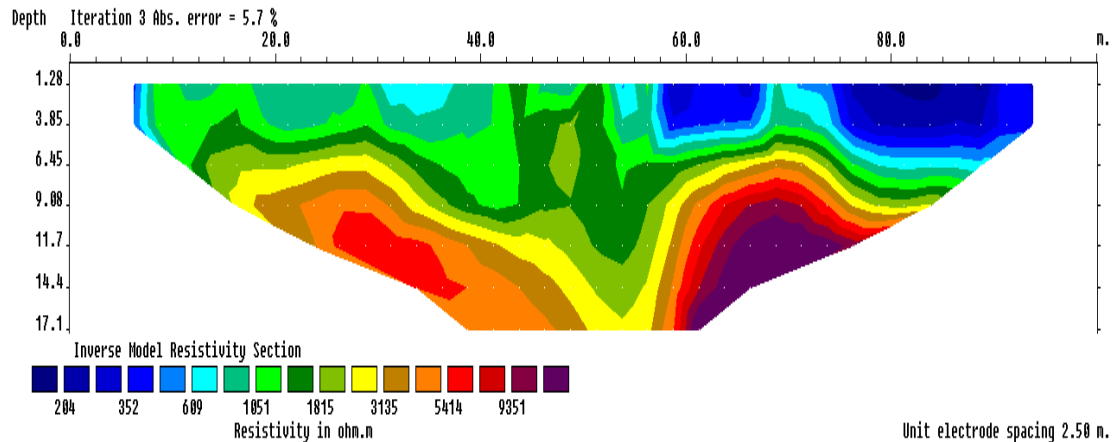 Depth Iteration 3 Abs. error = 5.7 %
0.0 20.0 40.0 60.0 80.0 m.
1.28
3.85
6.45
9.08
11.7
14.4
17.1
Inverse Model Resistivity Section
204 352 609 1051 1815 3135 5414 9351
Resistivity in ohm.m
Unit electrode spacing 2.50 m.